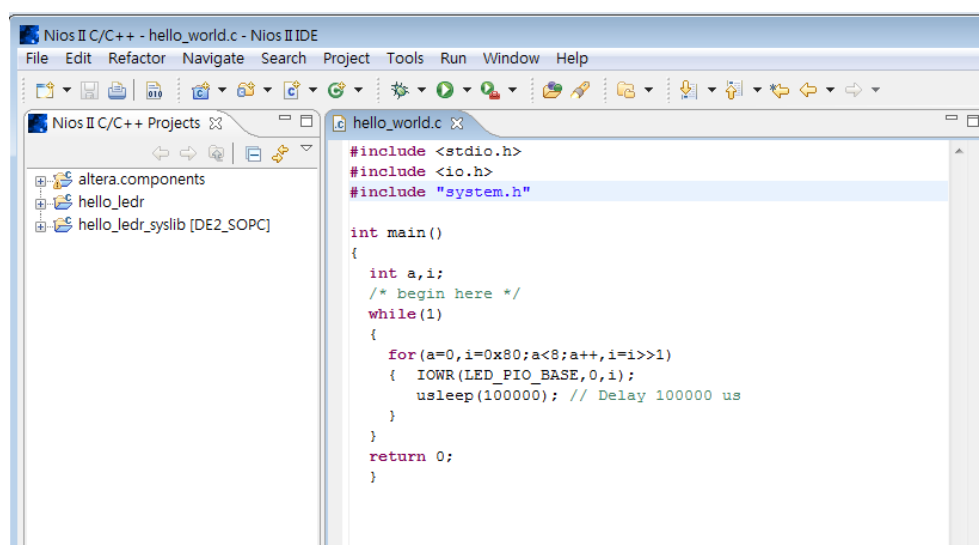 Nios II C/C++ - hello_world.c - Nios II IDE
File Edit Refactor Navigate Search Project Tools Run Window Help
Nios II C/C++ Projects
hello_world.c
altera.components
hello_ledr
hello_ledr_syslib [DE2_SOPC]
#include <stdio.h>
#include <io.h>
#include "system.h"
int main()
{
int a,i;
/* begin here */
while(1)
{
for(a=0,i=0x80;a<8;a++,i=i>>1)
{ IOWR(LED_PIO_BASE,0,i);
usleep(100000); // Delay 100000 us
}
}
return 0;
}